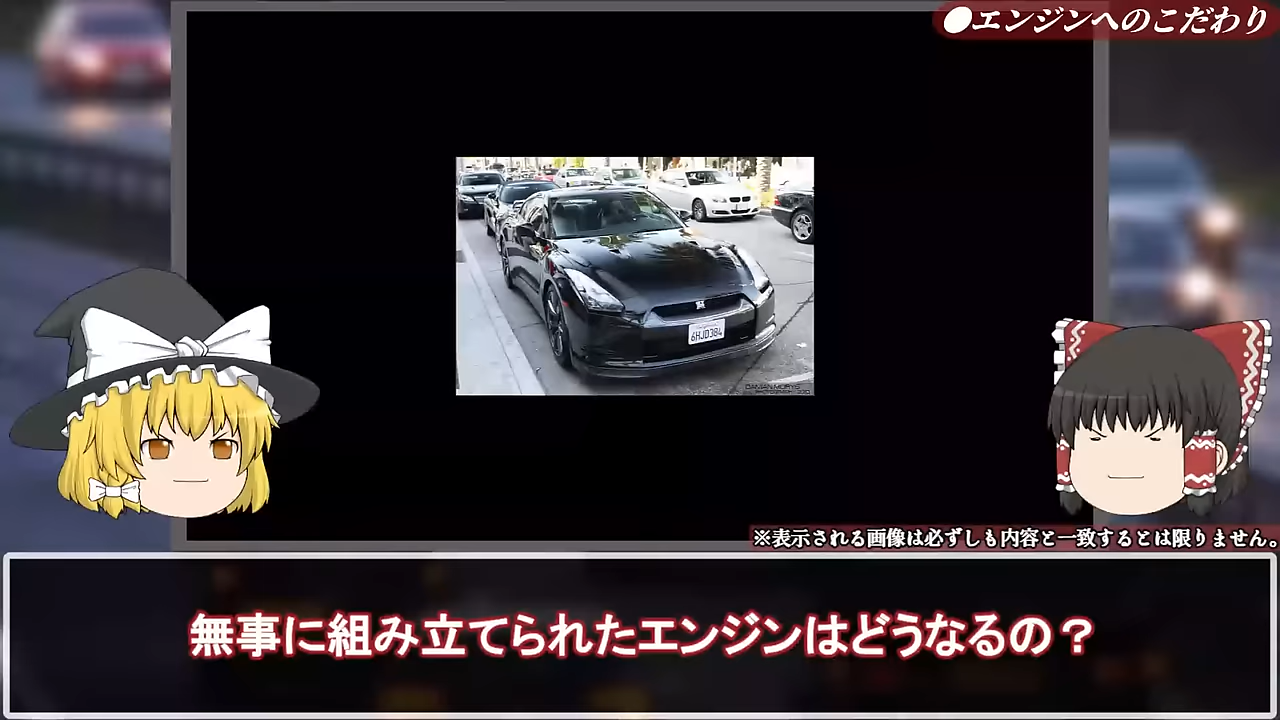 ●エンジンへのこだわり
6HJD384
※表示される画像は必ずしも内容と一致するとは限りません。
無事に組み立てられたエンジンはどうなるの？